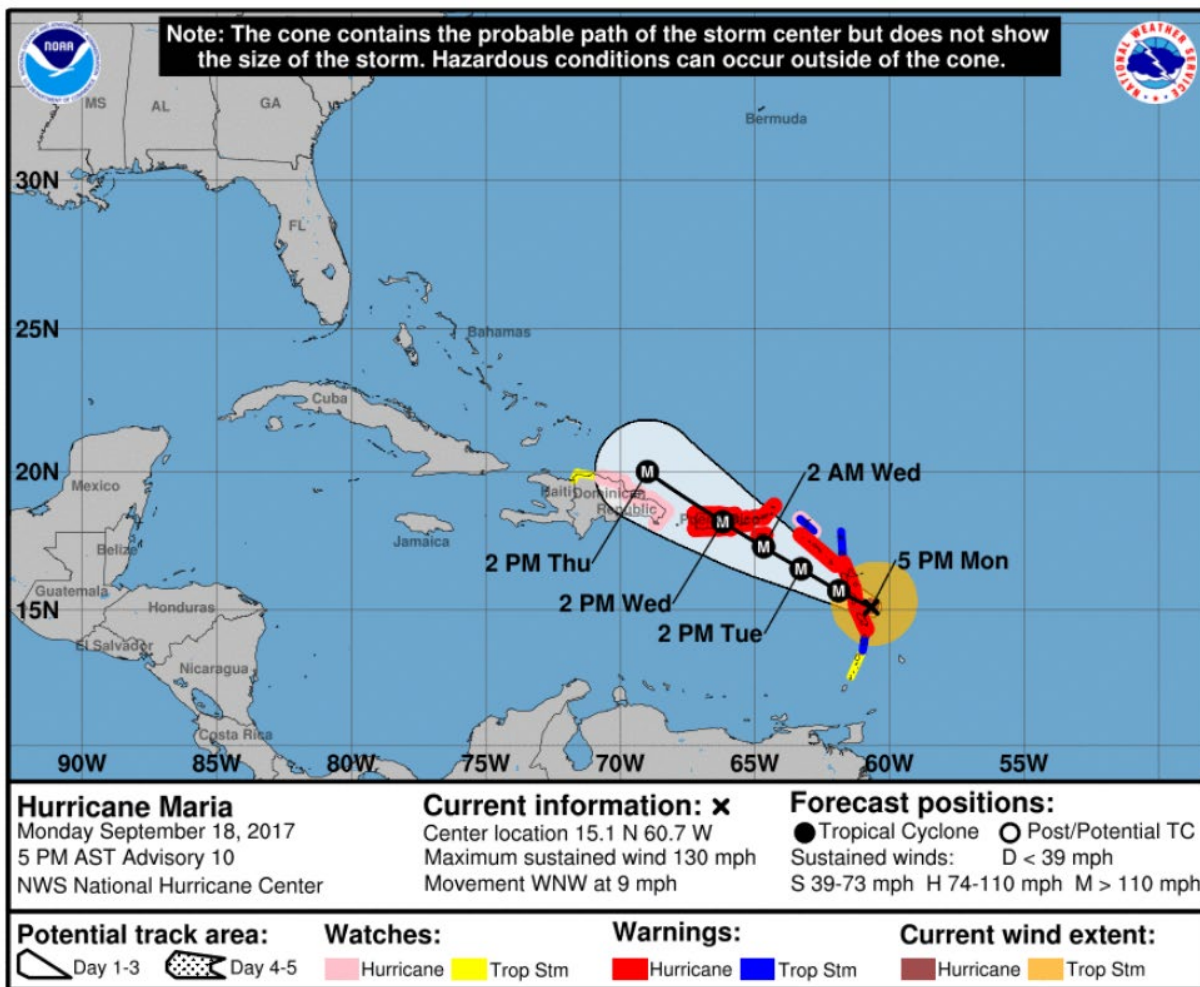 Note: The cone contains the probable path of the storm center but does not show
the size of the storm. Hazardous conditions can occur outside of the cone.
NOAA
NATIONAL WEATHER SERVICE
MS
AL
GA
Bermuda
30N
FL
25N
Bahamas
Cuba
20N
Mexico
2 AM Wed
Haiti
Dominican
Republic
Belize
Jamaica
2 PM Thu
5 PM Mon
Guatemala
Honduras
2 PM Wed
15N
2 PM Tue
El Salvador
Nicaragua
Costa Rica
M
M
M
M
M
90W 85W 80W 75W 70W 65W 60W 55W
Hurricane Maria
Monday September 18, 2017
5 PM AST Advisory 10
NWS National Hurricane Center
Current information: ×
Center location 15.1 N 60.7 W
Maximum sustained wind 130 mph
Movement WNW at 9 mph
Forecast positions:
Tropical Cyclone Post/Potential TC
Sustained winds: D < 39 mph
S 39-73 mph H 74-110 mph M > 110 mph
Potential track area:
Day 1-3 Day 4-5
Watches:
Hurricane Trop Stm
Warnings:
Hurricane Trop Stm
Current wind extent:
Hurricane Trop Stm